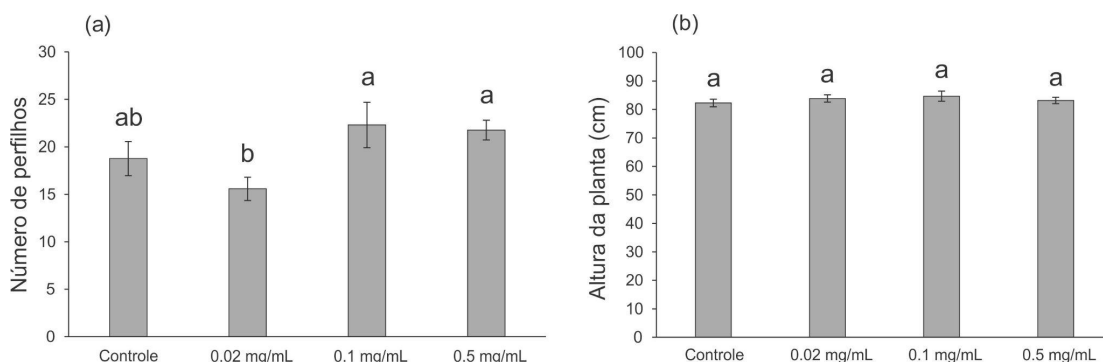 (a)
Número de perfilhos
30
25
20
15
10
5
0
ab
b
a
a
Controle
0.02 mg/mL
0.1 mg/mL
0.5 mg/mL
(b)
Altura da planta (cm)
100
90
80
70
60
50
40
30
20
10
0
a
a
a
a
Controle
0.02 mg/mL
0.1 mg/mL
0.5 mg/mL